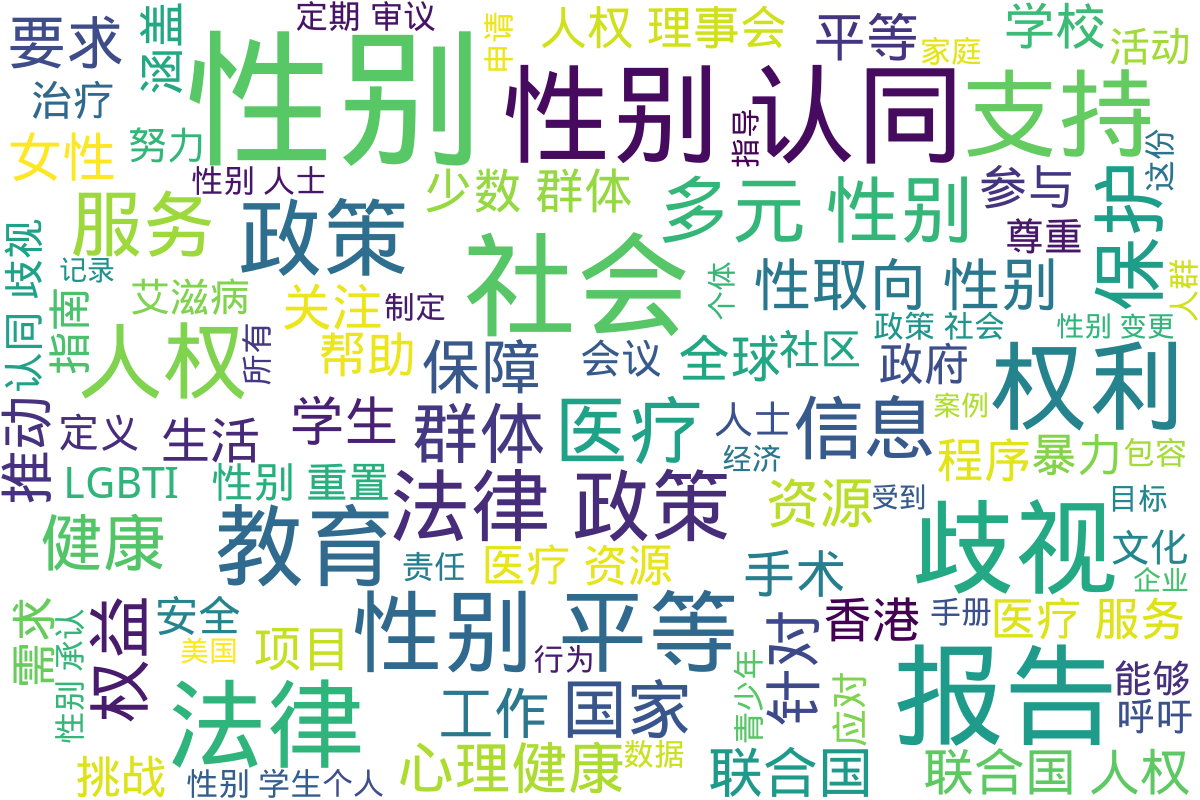 定期 审议
申请
人权 理事会
平等
家庭
学校
活动
要求
涵盖
性别
性别 认同
支持
治疗
努力
指导
女性
性别 人士
少数 群体
多元 性别
参与
这份
保护
服务
政策
社会
尊重
认同 歧视
记录
艾滋病
关注
制定
个体
性取向 性别
人群
指南
人权
所有
帮助
保障
会议
全球
社区
政府
政策 社会
性别 变更
权利
推动
定义
生活
学生
群体
医疗
人士
信息
案例
经济
程序
暴力
包容
LGBTI
性别 重置
法律 政策
资源
受到
歧视
目标
健康
教育
责任
医疗 资源
手术
文化
企业
需求
性别 承认
权益
安全
美国
项目
性别 平等
行为
香港
手册
医疗 服务
针对
法律
工作
国家
青少年
应对
报告
能够
呼吁
挑战
性别 学生个人
心理健康
数据
联合国
联合国 人权